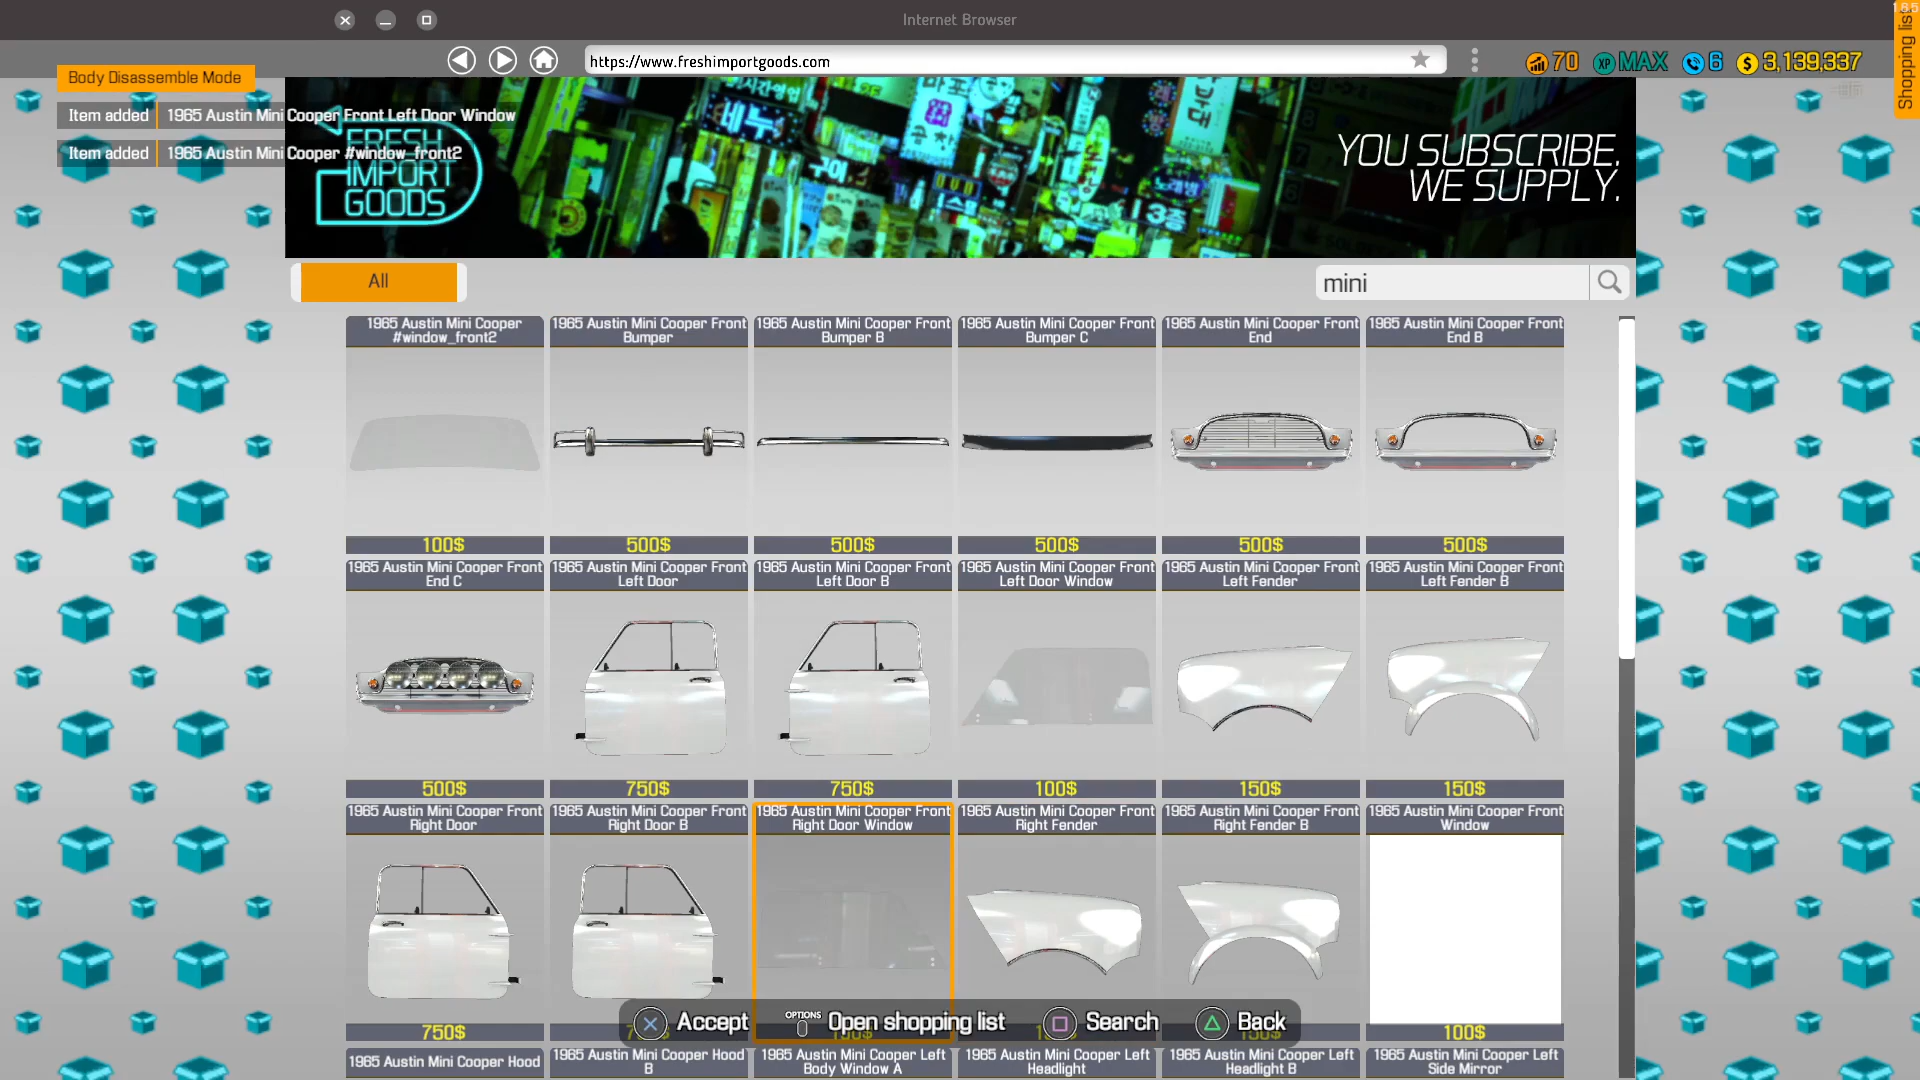 Internet Browser
1.6.5
Shopping list
https://www.freshimportgoods.com
70
XP MAX
6
$ 3,139,337
Body Disassemble Mode
Item added 1965 Austin Mini Cooper Front Left Door Window
Item added 1965 Austin Mini Cooper #window_front2
FRESH
IMPORT
GOODS
YOU SUBSCRIBE.
WE SUPPLY.
All
mini
1965 Austin Mini Cooper
#window_front2
100$
1965 Austin Mini Cooper Front
Bumper
500$
1965 Austin Mini Cooper Front
Bumper B
500$
1965 Austin Mini Cooper Front
Bumper C
500$
1965 Austin Mini Cooper Front
End
500$
1965 Austin Mini Cooper Front
End B
500$
1965 Austin Mini Cooper Front
End C
500$
1965 Austin Mini Cooper Front
Left Door
750$
1965 Austin Mini Cooper Front
Left Door B
750$
1965 Austin Mini Cooper Front
Left Door Window
100$
1965 Austin Mini Cooper Front
Left Fender
150$
1965 Austin Mini Cooper Front
Left Fender B
150$
1965 Austin Mini Cooper Front
Right Door
750$
1965 Austin Mini Cooper Front
Right Door B
1965 Austin Mini Cooper Front
Right Door Window
1965 Austin Mini Cooper Front
Right Fender
1965 Austin Mini Cooper Front
Right Fender B
1965 Austin Mini Cooper Front
Window
100$
Accept
OPTIONS
Open shopping list
Search
Back
1965 Austin Mini Cooper Hood
1965 Austin Mini Cooper Hood
B
1965 Austin Mini Cooper Left
Body Window A
1965 Austin Mini Cooper Left
Headlight
1965 Austin Mini Cooper Left
Headlight B
1965 Austin Mini Cooper Left
Side Mirror